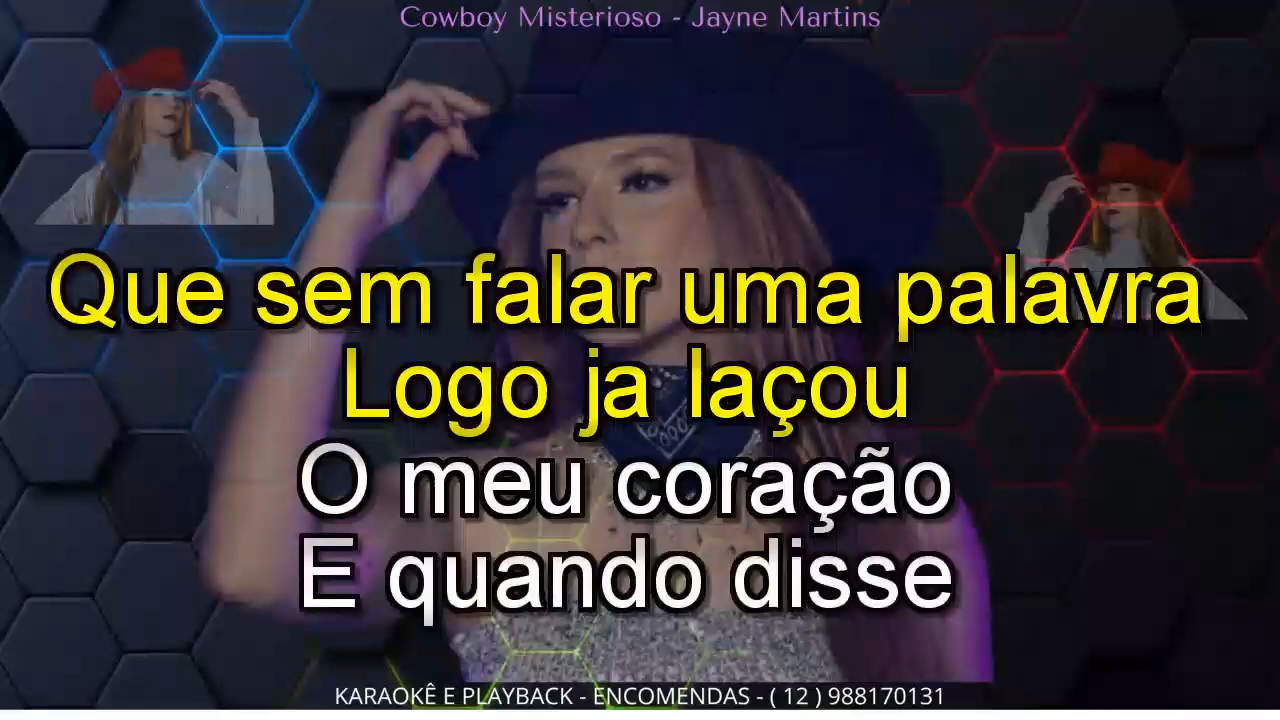 Cowboy Misterioso - Jayne Martins
Que sem falar uma palavra
Logo ja laçou
O meu coração
E quando disse
KARAOKÊ E PLAYBACK - ENCOMENDAS - ( 12 ) 988170131